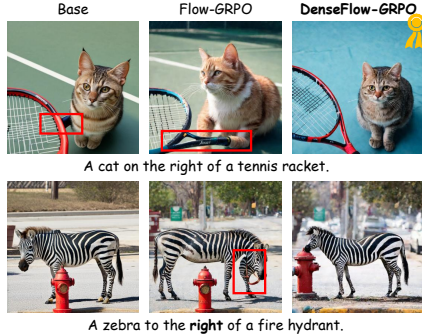 Base Flow-GRPO DenseFlow-GRPO
A cat on the right of a tennis racket.
A zebra to the right of a fire hydrant.